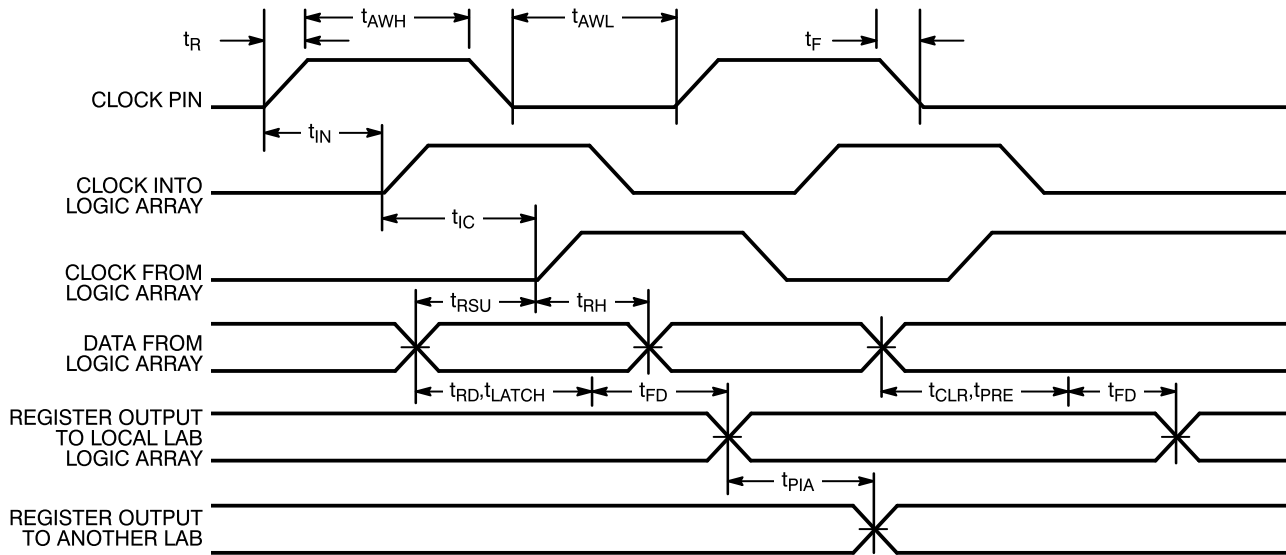 tAWH
tAWL
tR
tF
CLOCK PIN
tIN
CLOCK INTO
LOGIC ARRAY
tIC
CLOCK FROM
LOGIC ARRAY
tRSU
tRH
DATA FROM
LOGIC ARRAY
tRD,tLATCH
tFD
tCLR,tPRE
tFD
REGISTER OUTPUT
TO LOCAL LAB
LOGIC ARRAY
tPIA
REGISTER OUTPUT
TO ANOTHER LAB